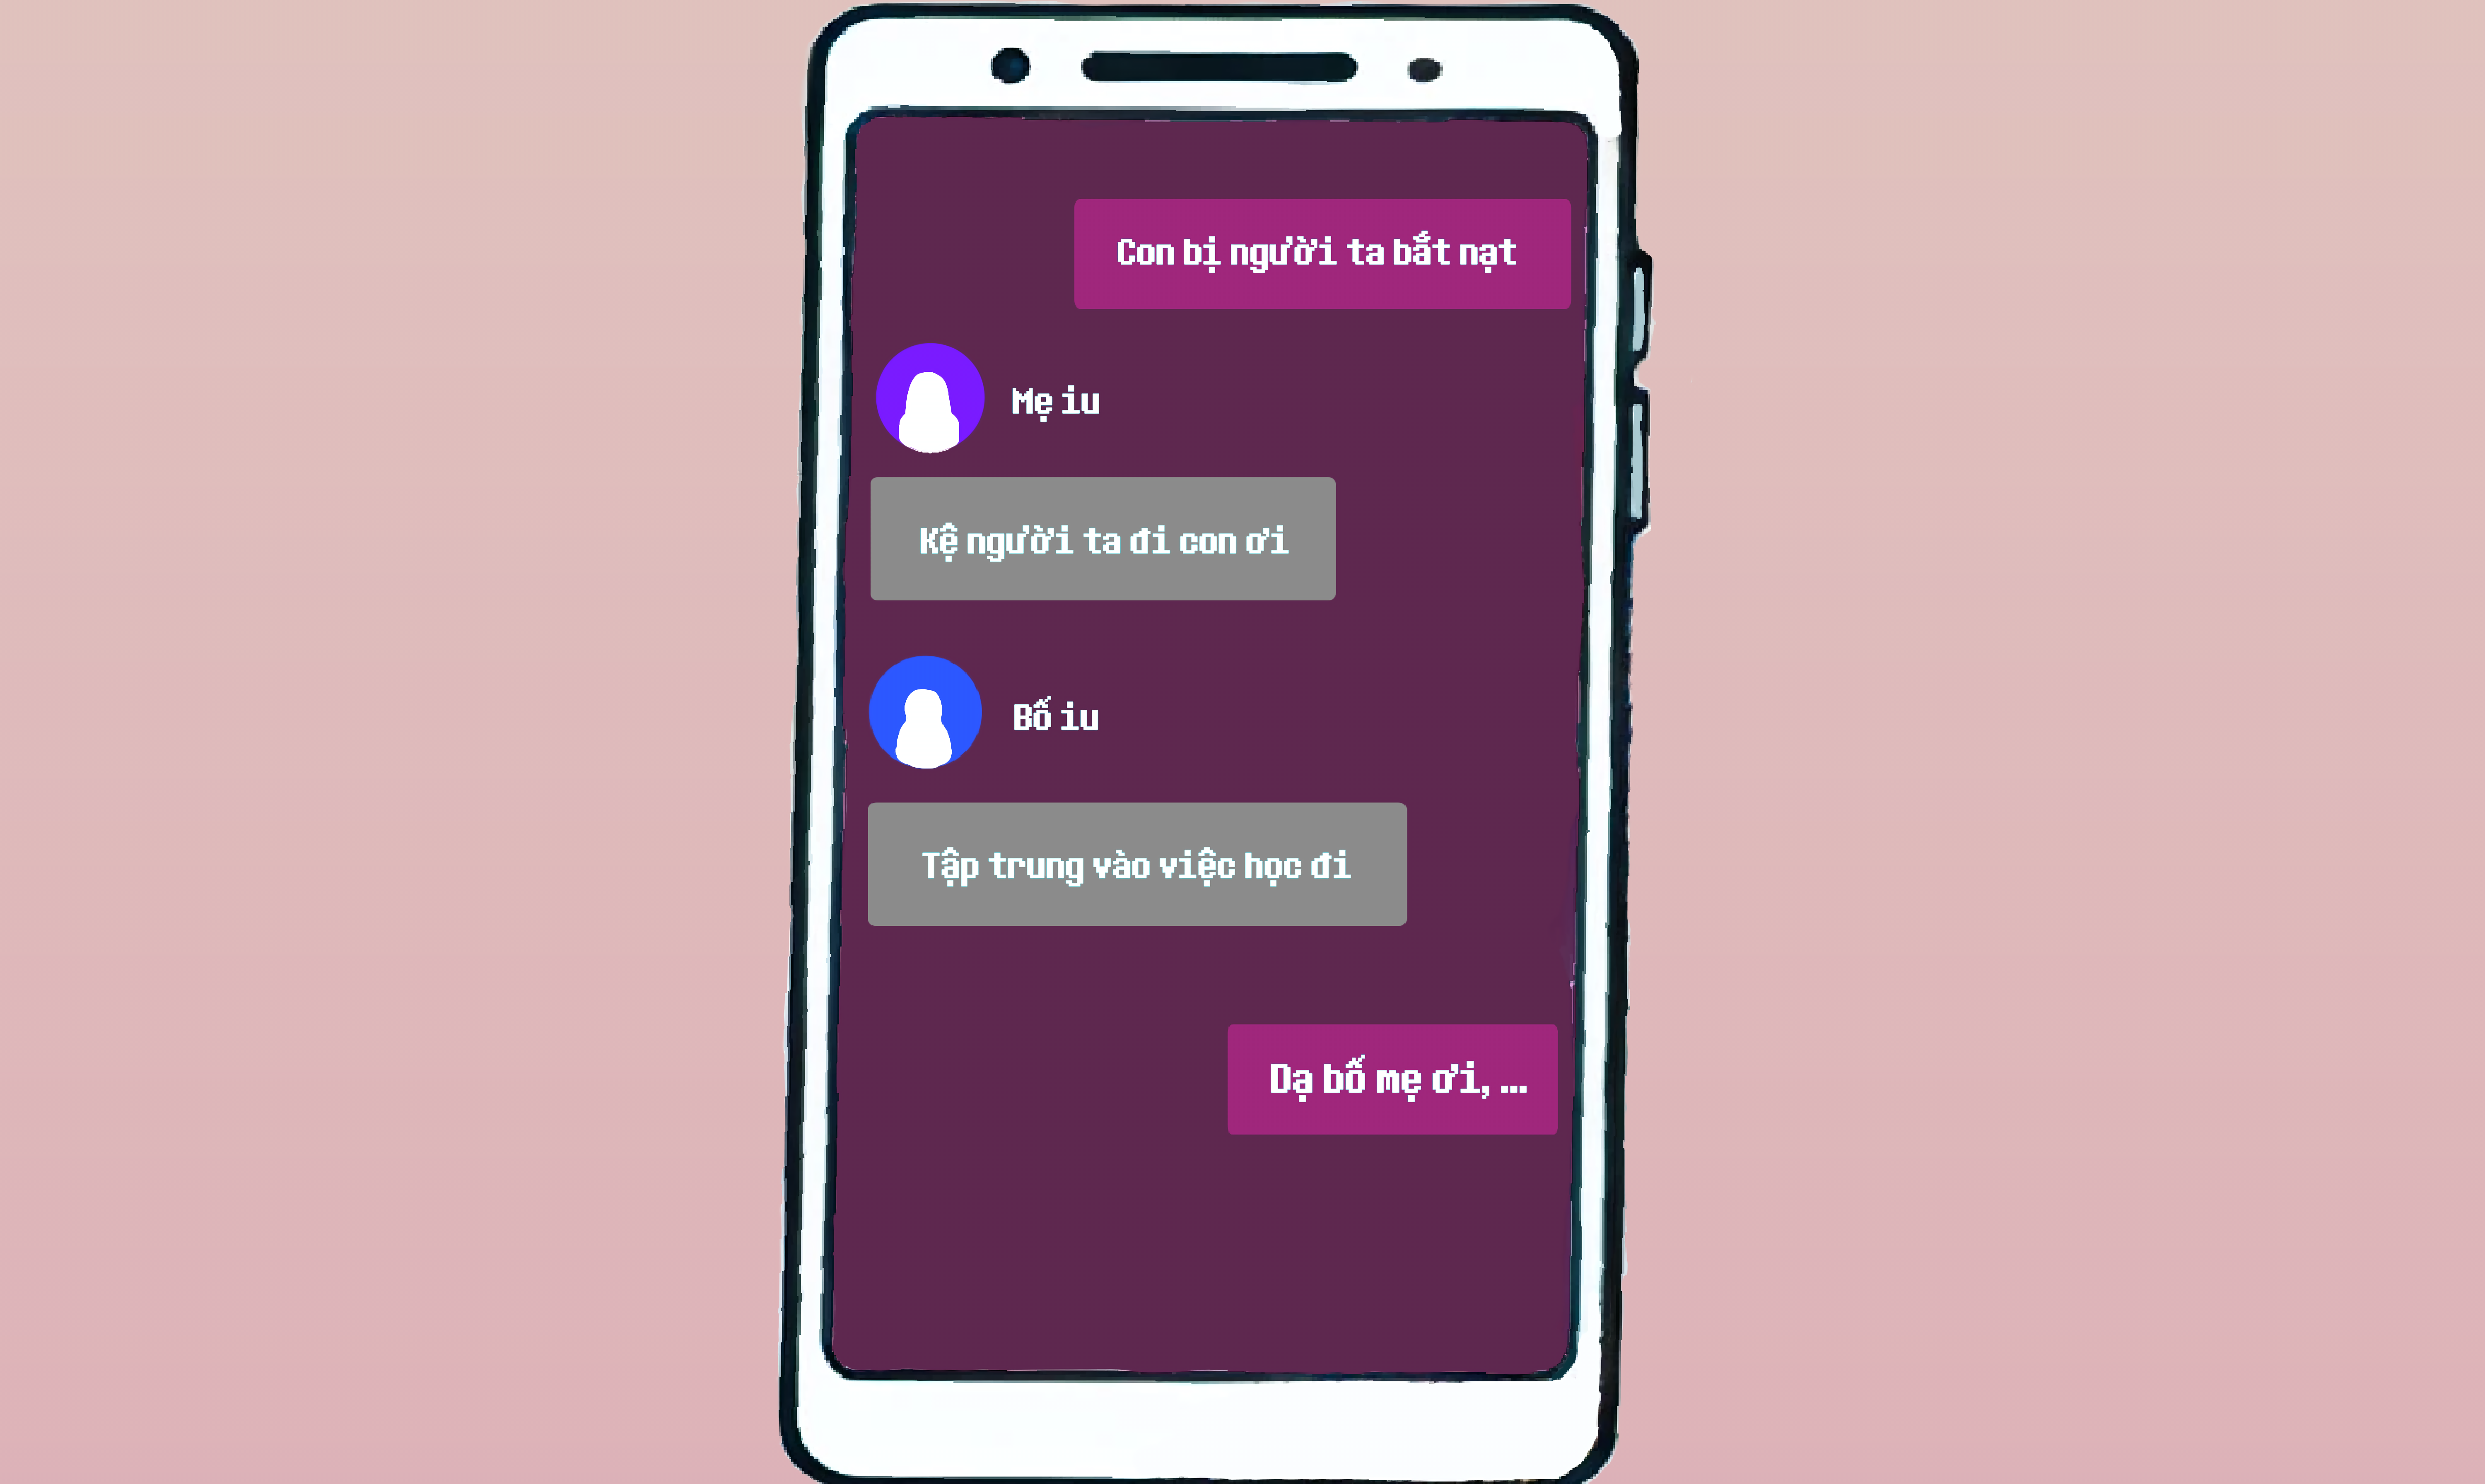 Con bị người ta bắt nạt
Mẹ iu
Kệ người ta đi con ơi
Bố iu
Tập trung vào việc học đi
Dạ bố mẹ ơi, ...